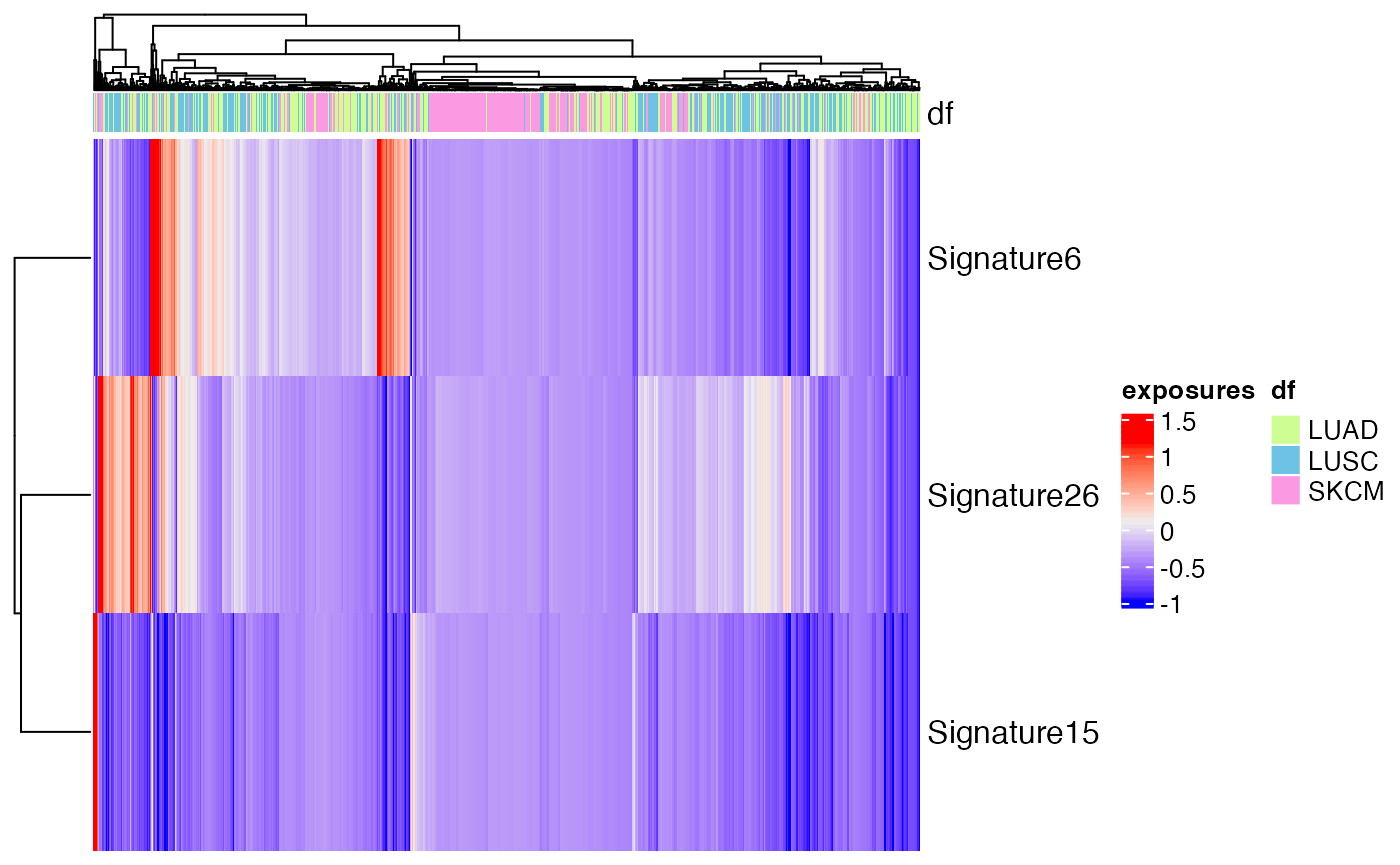 df
Signature6
Signature26
Signature15
exposures
1.5
1
0.5
0
-0.5
-1
df
LUAD
LUSC
SKCM